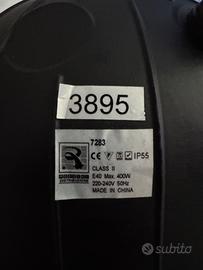 3895
7283
CE F IP55
CLASS II
E40 Max. 400W
220-240V 50Hz
MADE IN CHINA
subito